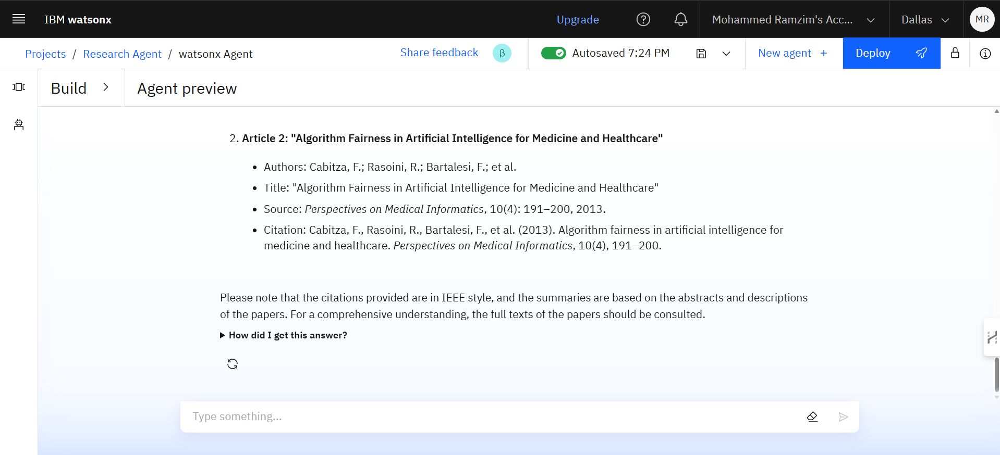 IBM watsonx
Upgrade
Mohammed Ramzim's Acc...
Dallas
MR
Projects / Research Agent / watsonx Agent
Share feedback
β
Autosaved 7:24 PM
New agent +
Deploy
Build
Agent preview
2. Article 2: "Algorithm Fairness in Artificial Intelligence for Medicine and Healthcare"
• Authors: Cabitza, F.; Rasoini, R.; Bartalesi, F.; et al.
• Title: "Algorithm Fairness in Artificial Intelligence for Medicine and Healthcare"
• Source: Perspectives on Medical Informatics, 10(4): 191–200, 2013.
• Citation: Cabitza, F., Rasoini, R., Bartalesi, F., et al. (2013). Algorithm fairness in artificial intelligence for
medicine and healthcare. Perspectives on Medical Informatics, 10(4), 191–200.
Please note that the citations provided are in IEEE style, and the summaries are based on the abstracts and descriptions
of the papers. For a comprehensive understanding, the full texts of the papers should be consulted.
How did I get this answer?
Type something...